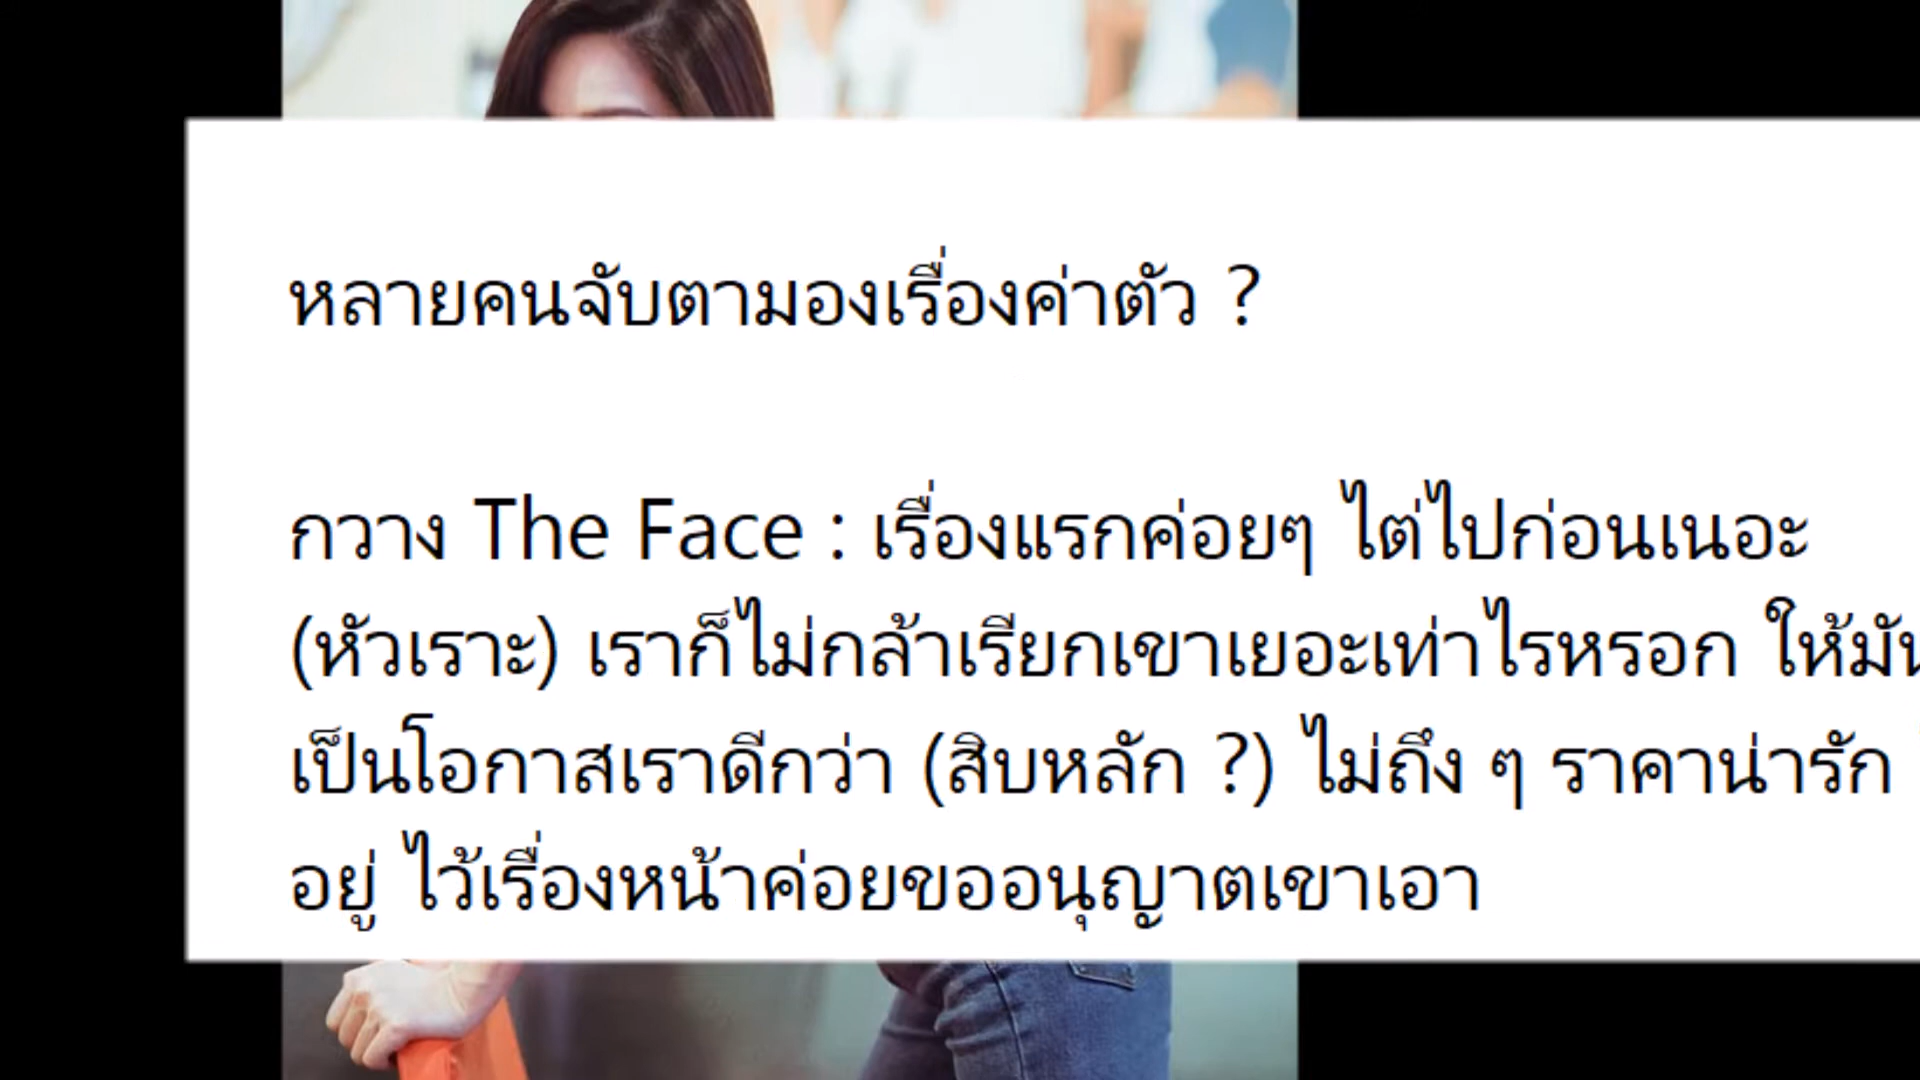 หลายคนจับตามองเรื่องค่าตัว ?
กวาง The Face : เรื่องแรกค่อยๆ ไต่ไปก่อนเนอะ
(หัวเราะ) เราก็ไม่กล้าเรียกเขาเยอะเท่าไรหรอก ให้มัน
เป็นโอกาสเราดีกว่า (สิบหลัก ?) ไม่ถึง ๆ ราคาน่ารัก
อยู่ ไว้เรื่องหน้าค่อยขออนุญาตเขาเอา